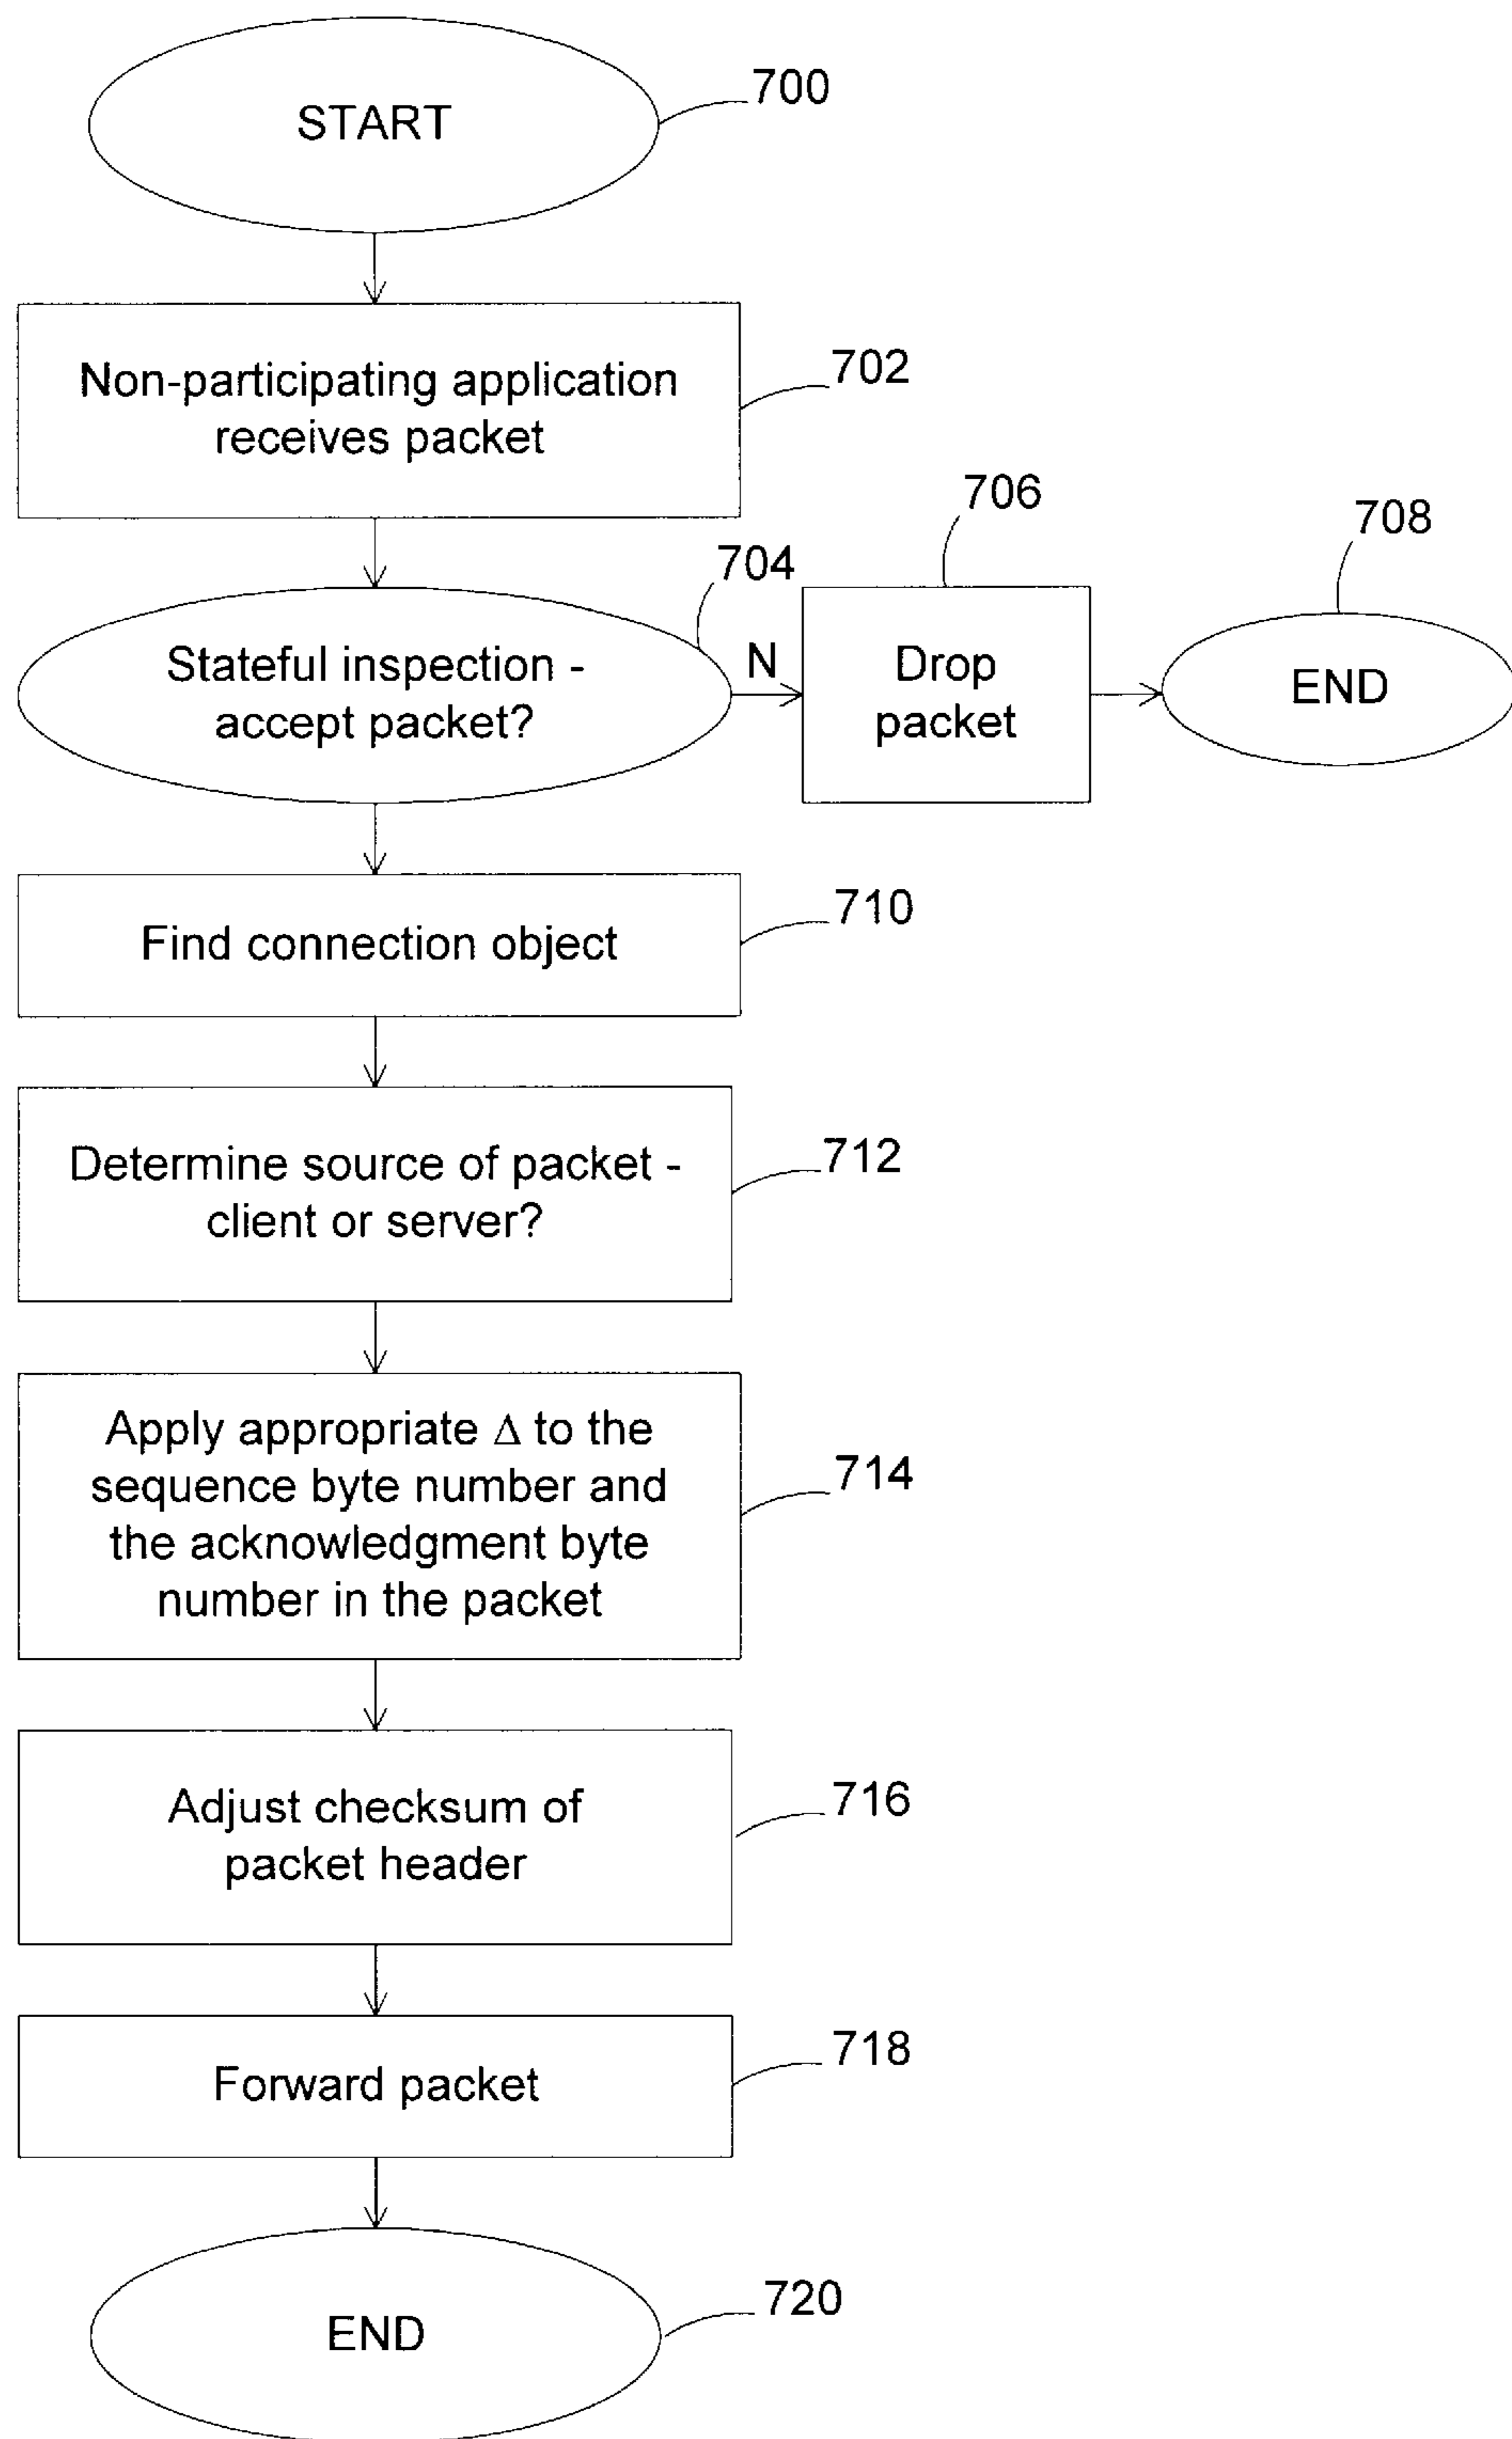 START
700
Non-participating application
receives packet
702
Stateful inspection -
accept packet?
704
N
Drop
packet
706
END
708
Find connection object
710
Determine source of packet -
client or server?
712
Apply appropriate Δ to the
sequence byte number and
the acknowledgment byte
number in the packet
714
Adjust checksum of
packet header
716
Forward packet
718
END
720